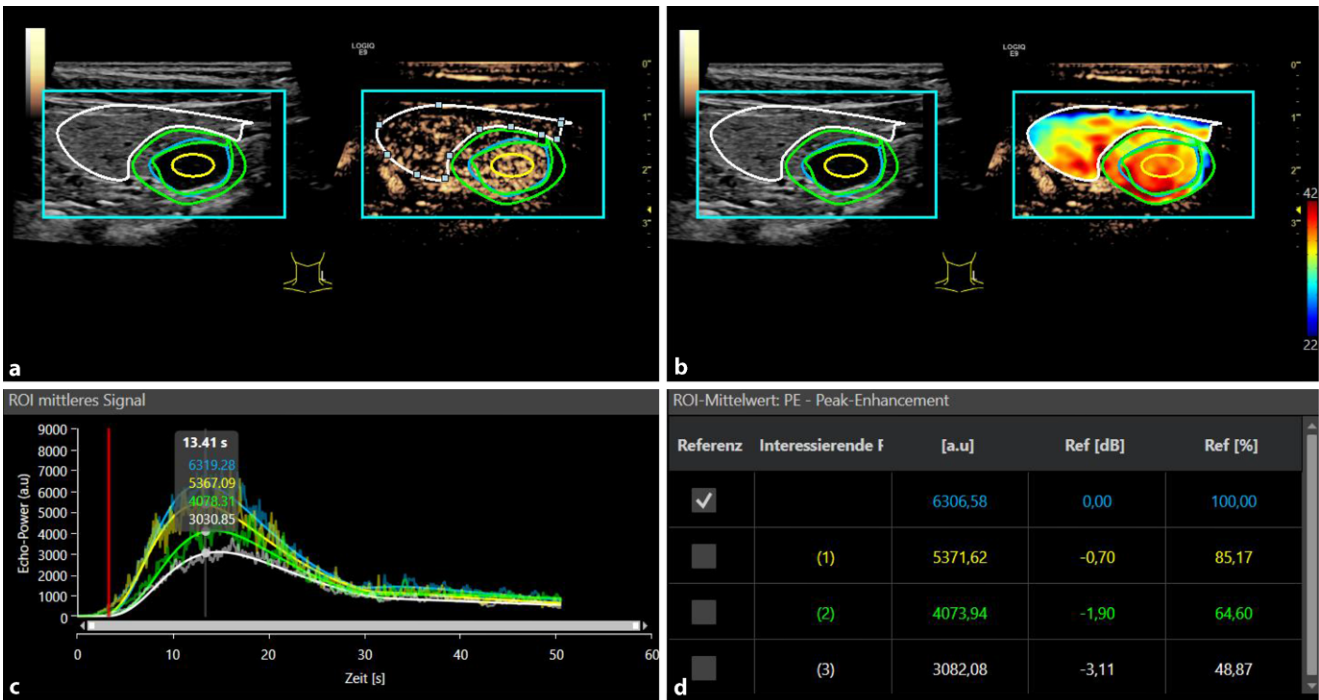 LOGIQ
E9
0
1
2
3
a
LOGIQ
E9
0
1
2
3
42
22
b
ROI mittleres Signal
9000
8000
7000
6000
5000
4000
3000
2000
1000
0
Echo-Power (a.u)
13.41 s
6319.28
5367.09
4078.31
3030.85
0 10 20 30 40 50 60
Zeit [s]
c
ROI-Mittelwert: PE - Peak-Enhancement
Referenz Interessierende F [a.u] Ref [dB] Ref [%]
6306,58 0,00 100,00
(1) 5371,62 -0,70 85,17
(2) 4073,94 -1,90 64,60
(3) 3082,08 -3,11 48,87
d